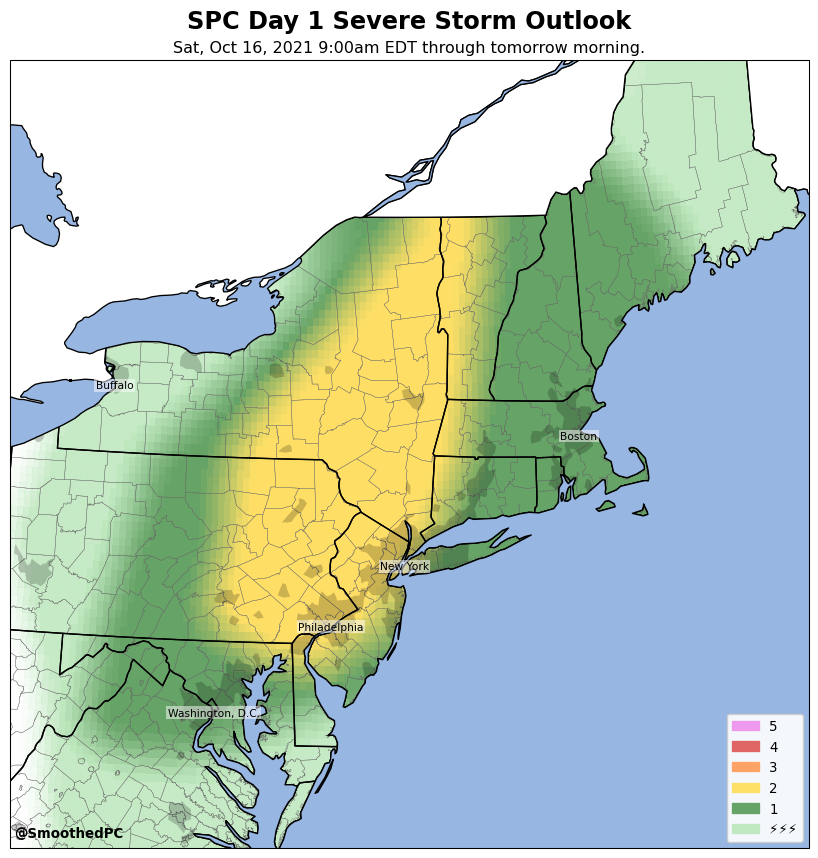 SPC Day 1 Severe Storm Outlook
Sat, Oct 16, 2021 9:00am EDT through tomorrow morning.
Buffalo
Boston
New York
Philadelphia
Washington, D.C.
5
4
3
2
1
⚡⚡⚡
@SmoothedPC